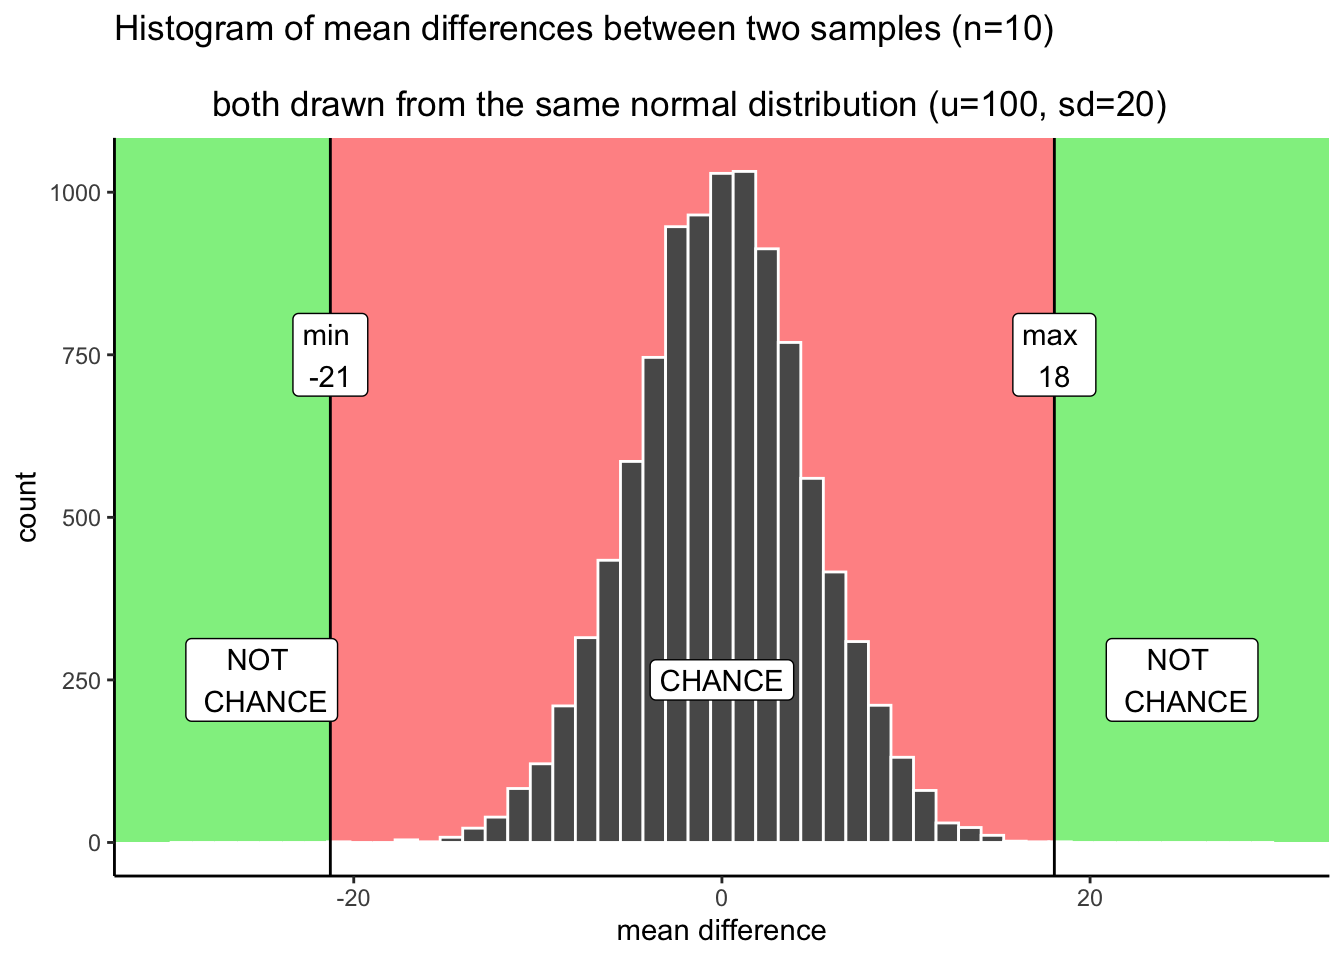 Histogram of mean differences between two samples (n=10)
both drawn from the same normal distribution (u=100, sd=20)
1000
750
500
250
0
count
min
-21
max
18
NOT
CHANCE
CHANCE
NOT
CHANCE
-20
0
20
mean difference